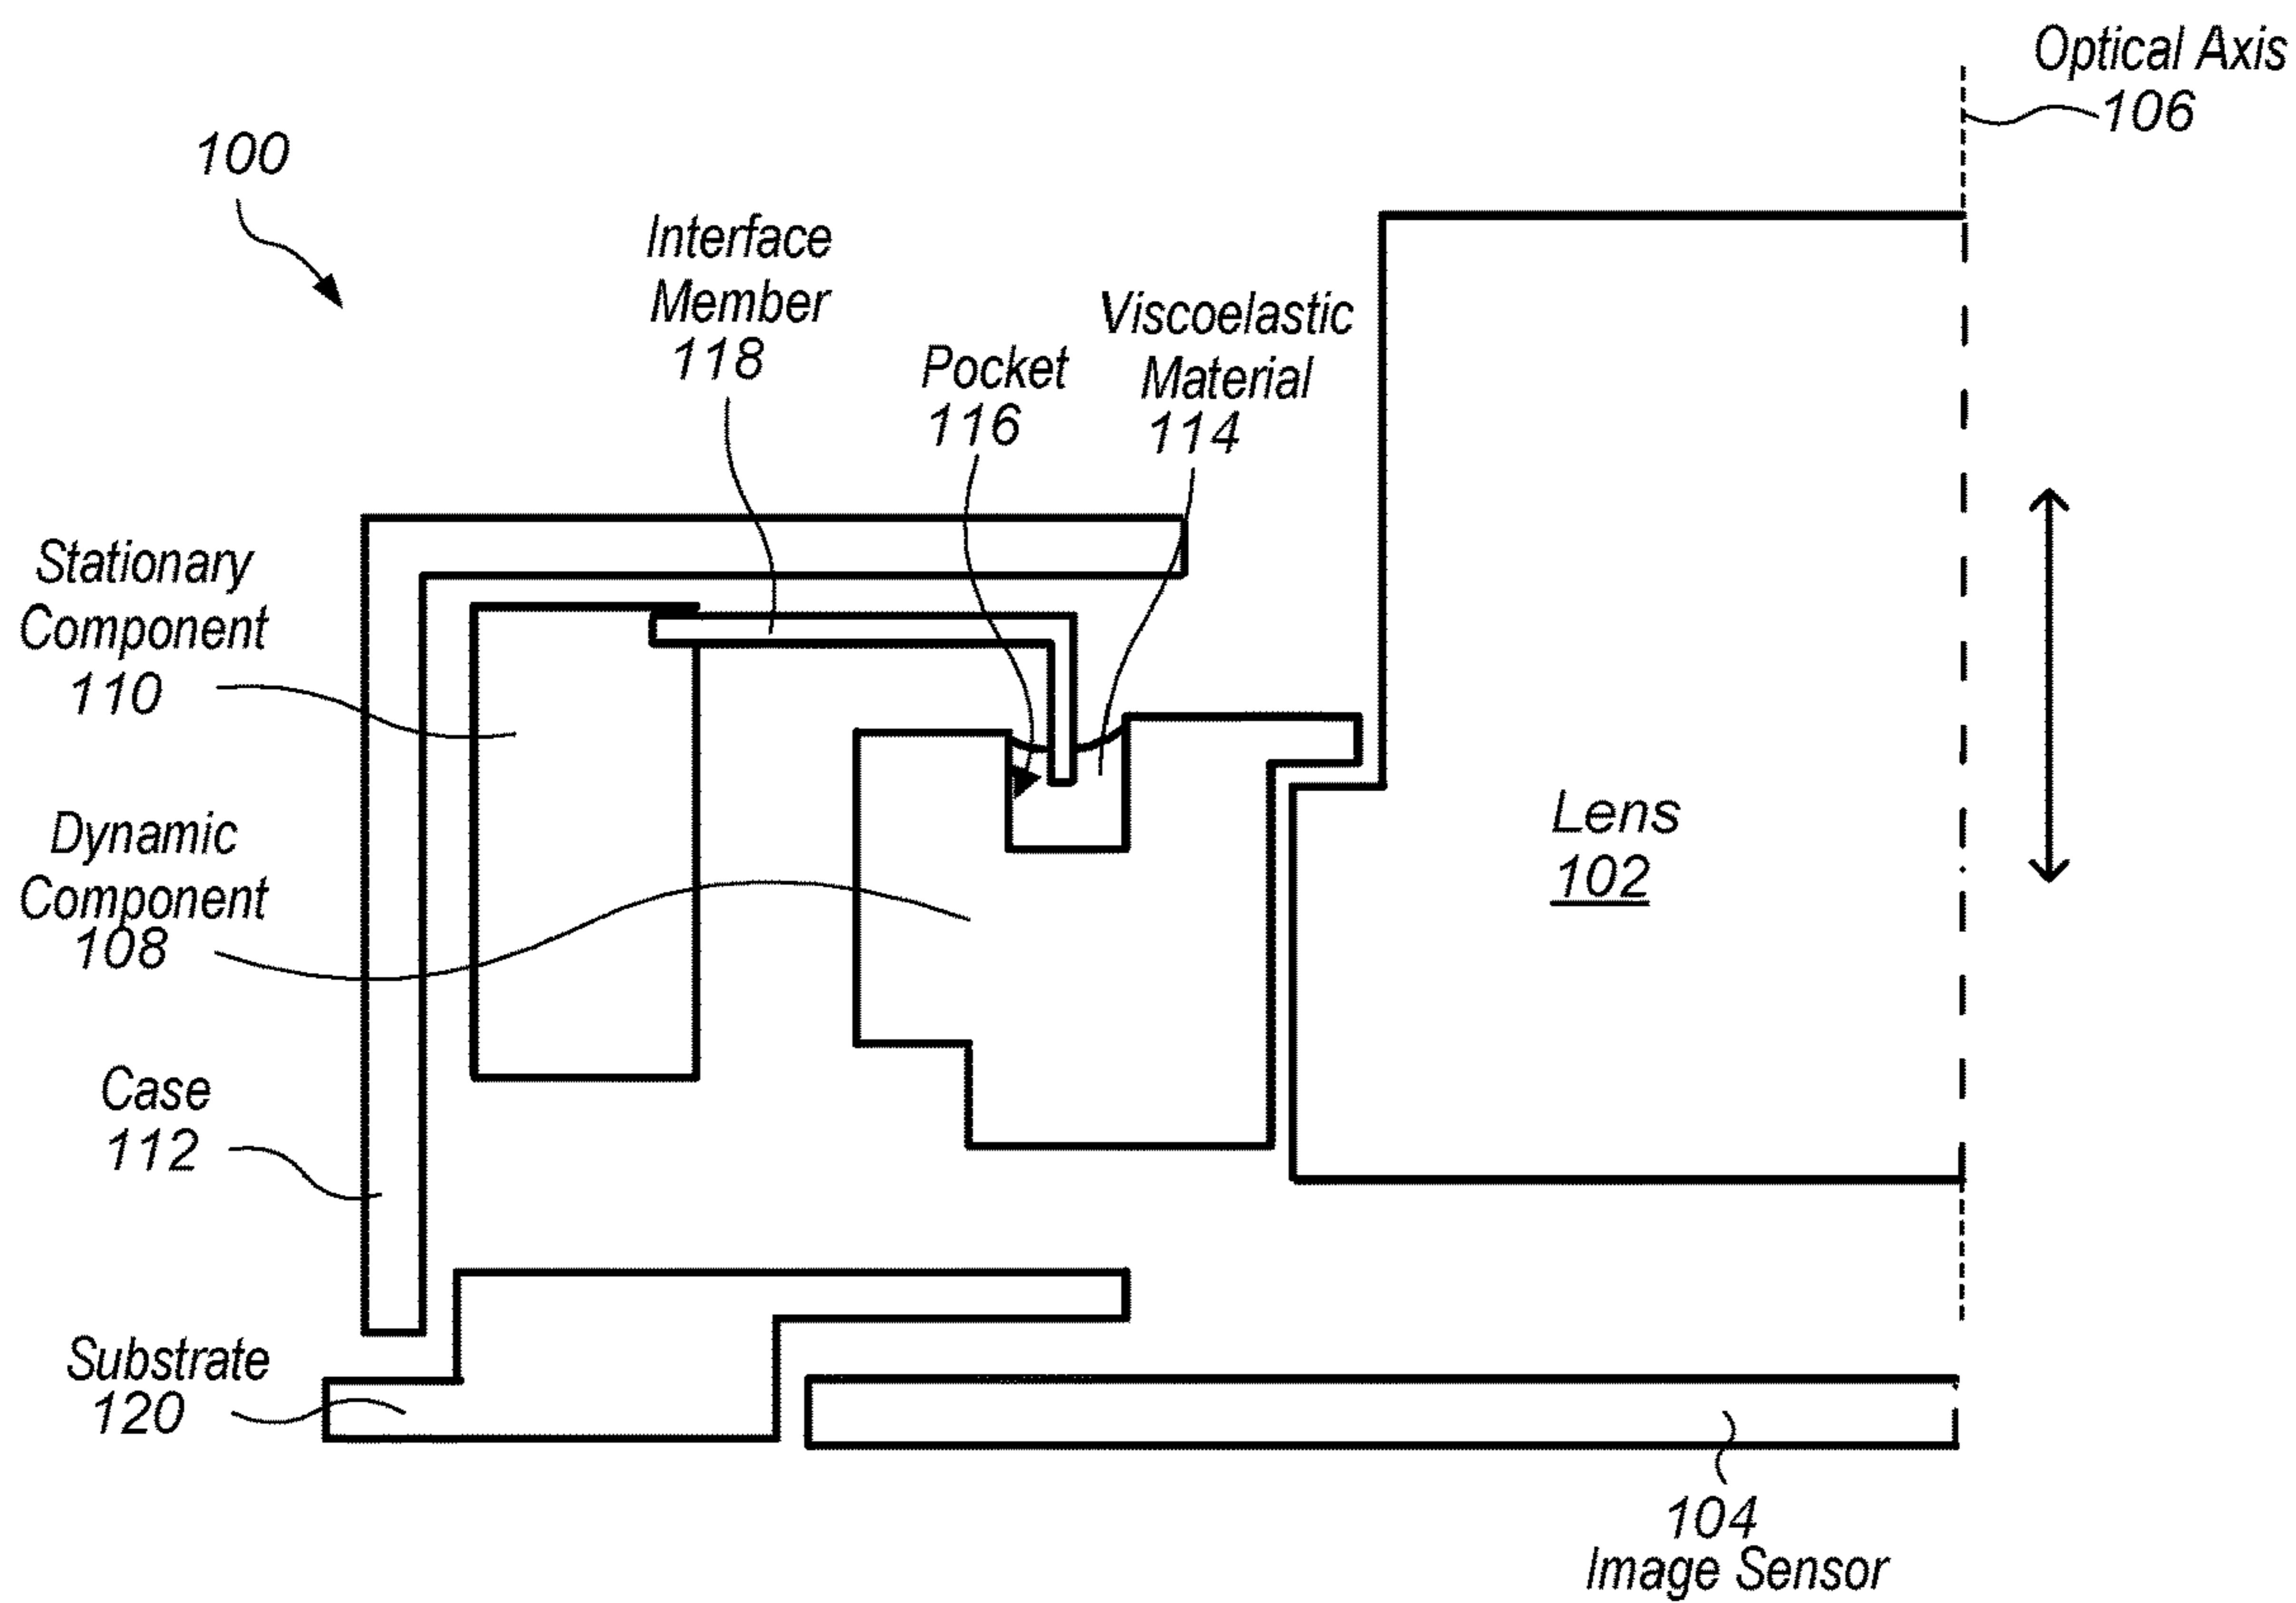 Optical Axis
106
100
Interface
Member
118
Viscoelastic
Material
114
Pocket
116
Stationary
Component
110
Dynamic
Component
108
Lens
102
Case
112
Substrate
120
104
Image Sensor